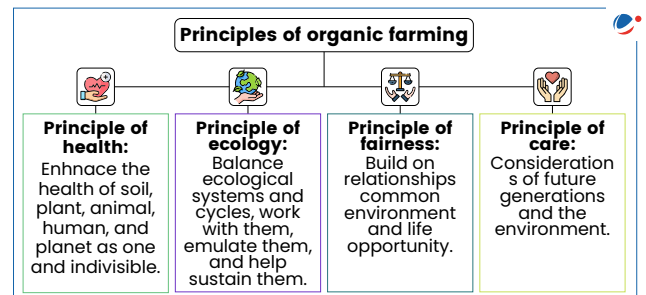 Principles of organic farming
Principle of
health:
Enhnace the
health of soil,
plant, animal,
human, and
planet as one
and indivisible.
Principle of
ecology:
Balance
ecological
systems and
cycles, work
with them,
emulate them,
and help
sustain them.
Principle of
fairness:
Build on
relationships
common
environment
and life
opportunity.
Principle of
care:
Consideration
s of future
generations
and the
environment.